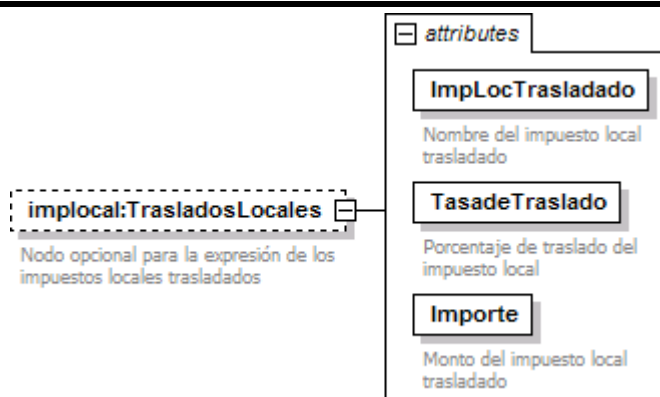 attributes
ImpLocTrasladado
Nombre del impuesto local
trasladado
implocal:TrasladosLocales
Nodo opcional para la expresión de los
impuestos locales trasladados
TasadeTraslado
Porcentaje de traslado del
impuesto local
Importe
Monto del impuesto local
trasladado